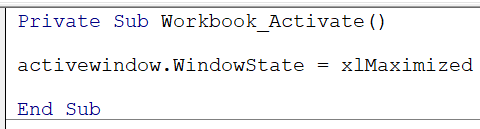 Private Sub Workbook_Activate()
activewindow.WindowState = xlMaximized
End Sub